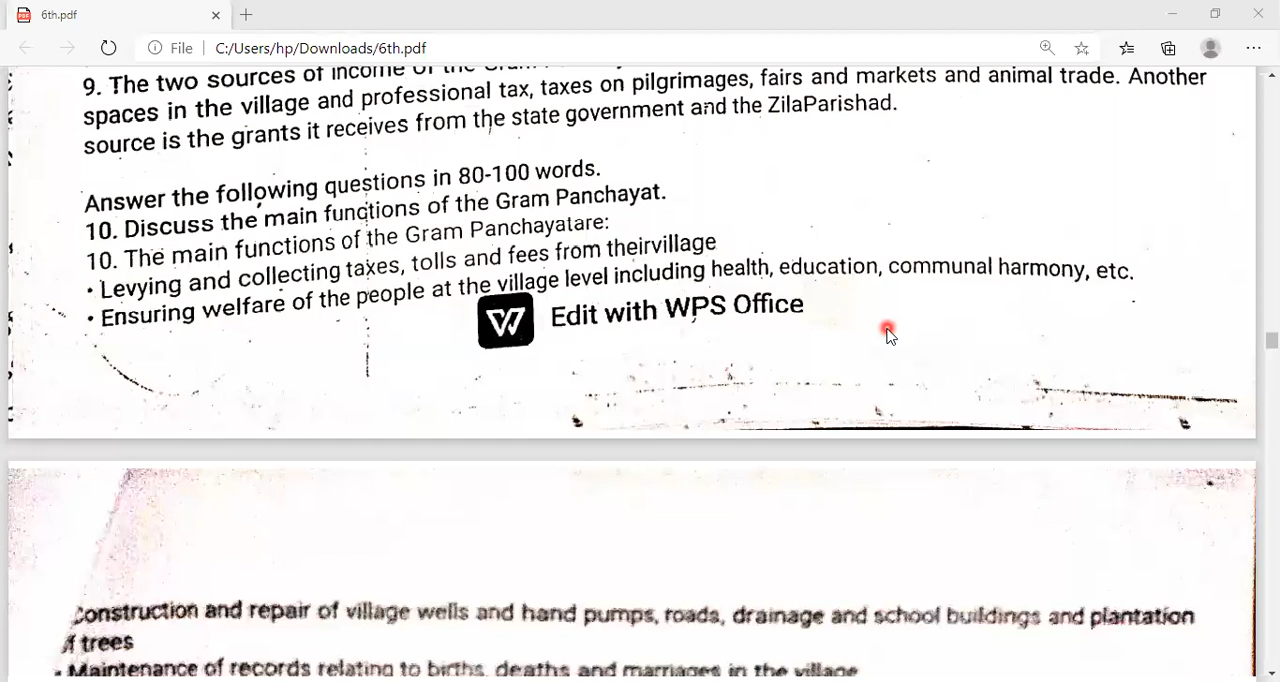 6th.pdf
File
C:/Users/hp/Downloads/6th.pdf
9. The two sources of income of the
spaces in the village and professional tax, taxes on pilgrimages, fairs and markets and animal trade. Another
source is the grants it receives from the state government and the ZilaParishad.
Answer the following questions in 80-100 words.
10. Discuss the main functions of the Gram Panchayat.
10. The main functions of the Gram Panchayatare:
• Levying and collecting taxes, tolls and fees from theirvillage
• Ensuring welfare of the people at the village level including health, education, communal harmony, etc.
Edit with WPS Office
construction and repair of village wells and hand pumps, roads, drainage and school buildings and plantation
f trees
• Maintenance of records relating to births, deaths and marriages in the village